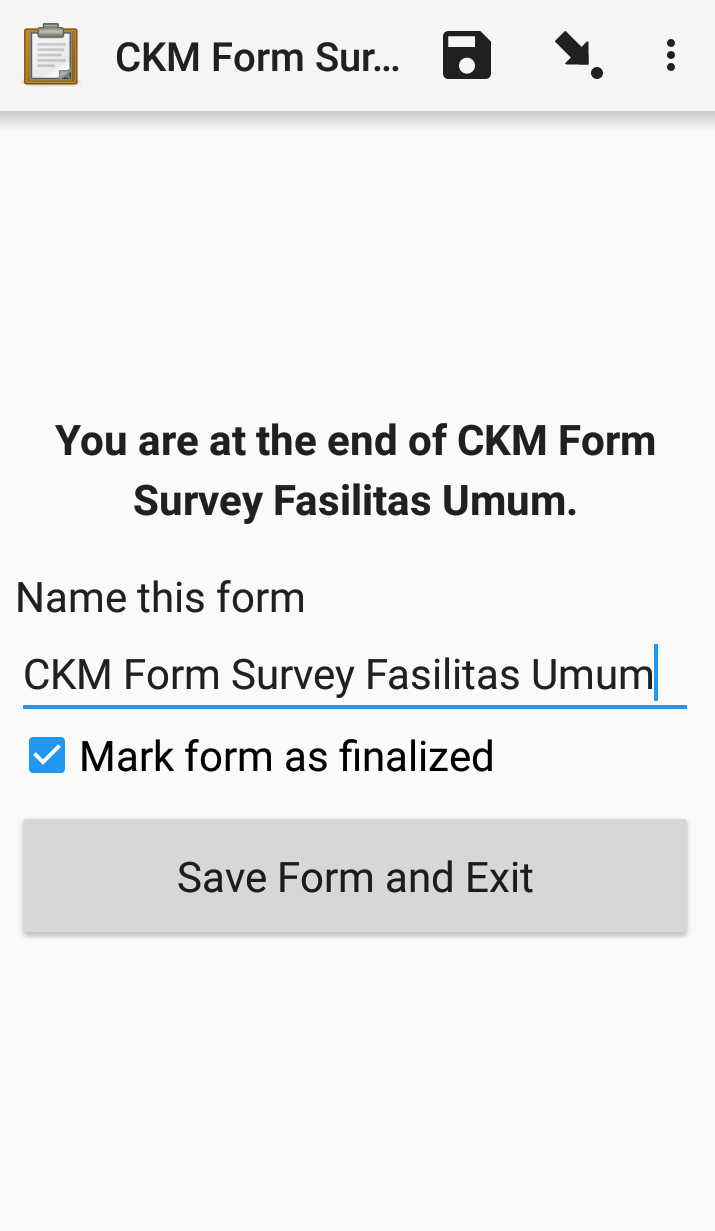 CKM Form Sur...
You are at the end of CKM Form
Survey Fasilitas Umum.
Name this form
CKM Form Survey Fasilitas Umum
Mark form as finalized
Save Form and Exit